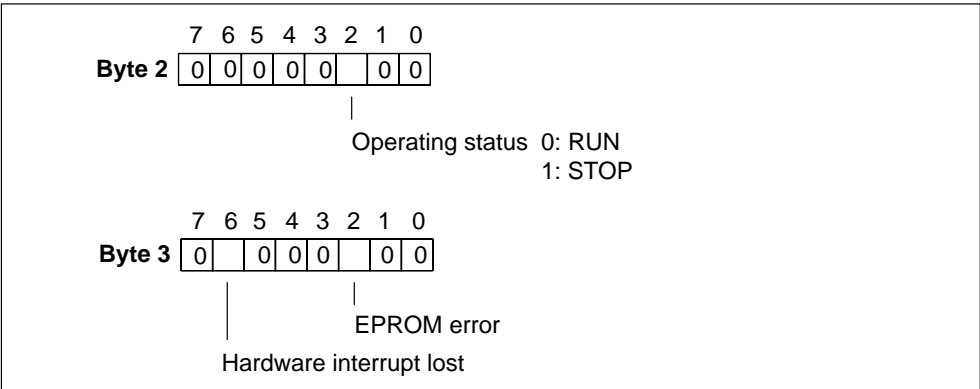 7 6 5 4 3 2 1 0
Byte 2 0 0 0 0 0 0 0
Operating status 0: RUN
1: STOP
7 6 5 4 3 2 1 0
Byte 3 0 0 0 0 0 0
EPROM error
Hardware interrupt lost